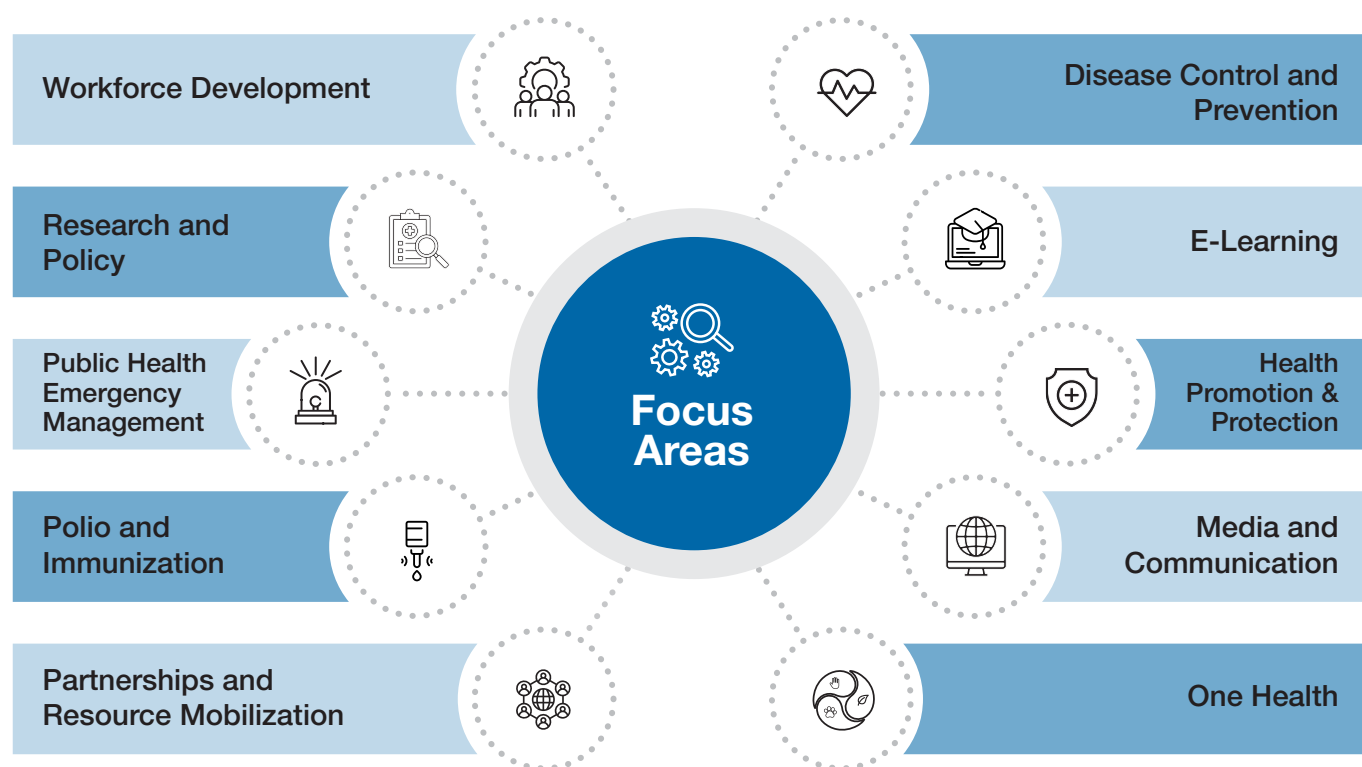 Workforce Development
Research and
Policy
Public Health
Emergency
Management
Polio and
Immunization
Partnerships and
Resource Mobilization
Focus
Areas
Disease Control and
Prevention
E-Learning
Health
Promotion &
Protection
Media and
Communication
One Health